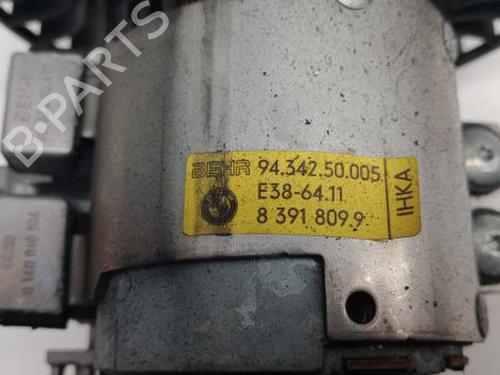 BEHR 94.342.50.005
E38-64.11
8 391 809.9
IHKA
B-PARTS